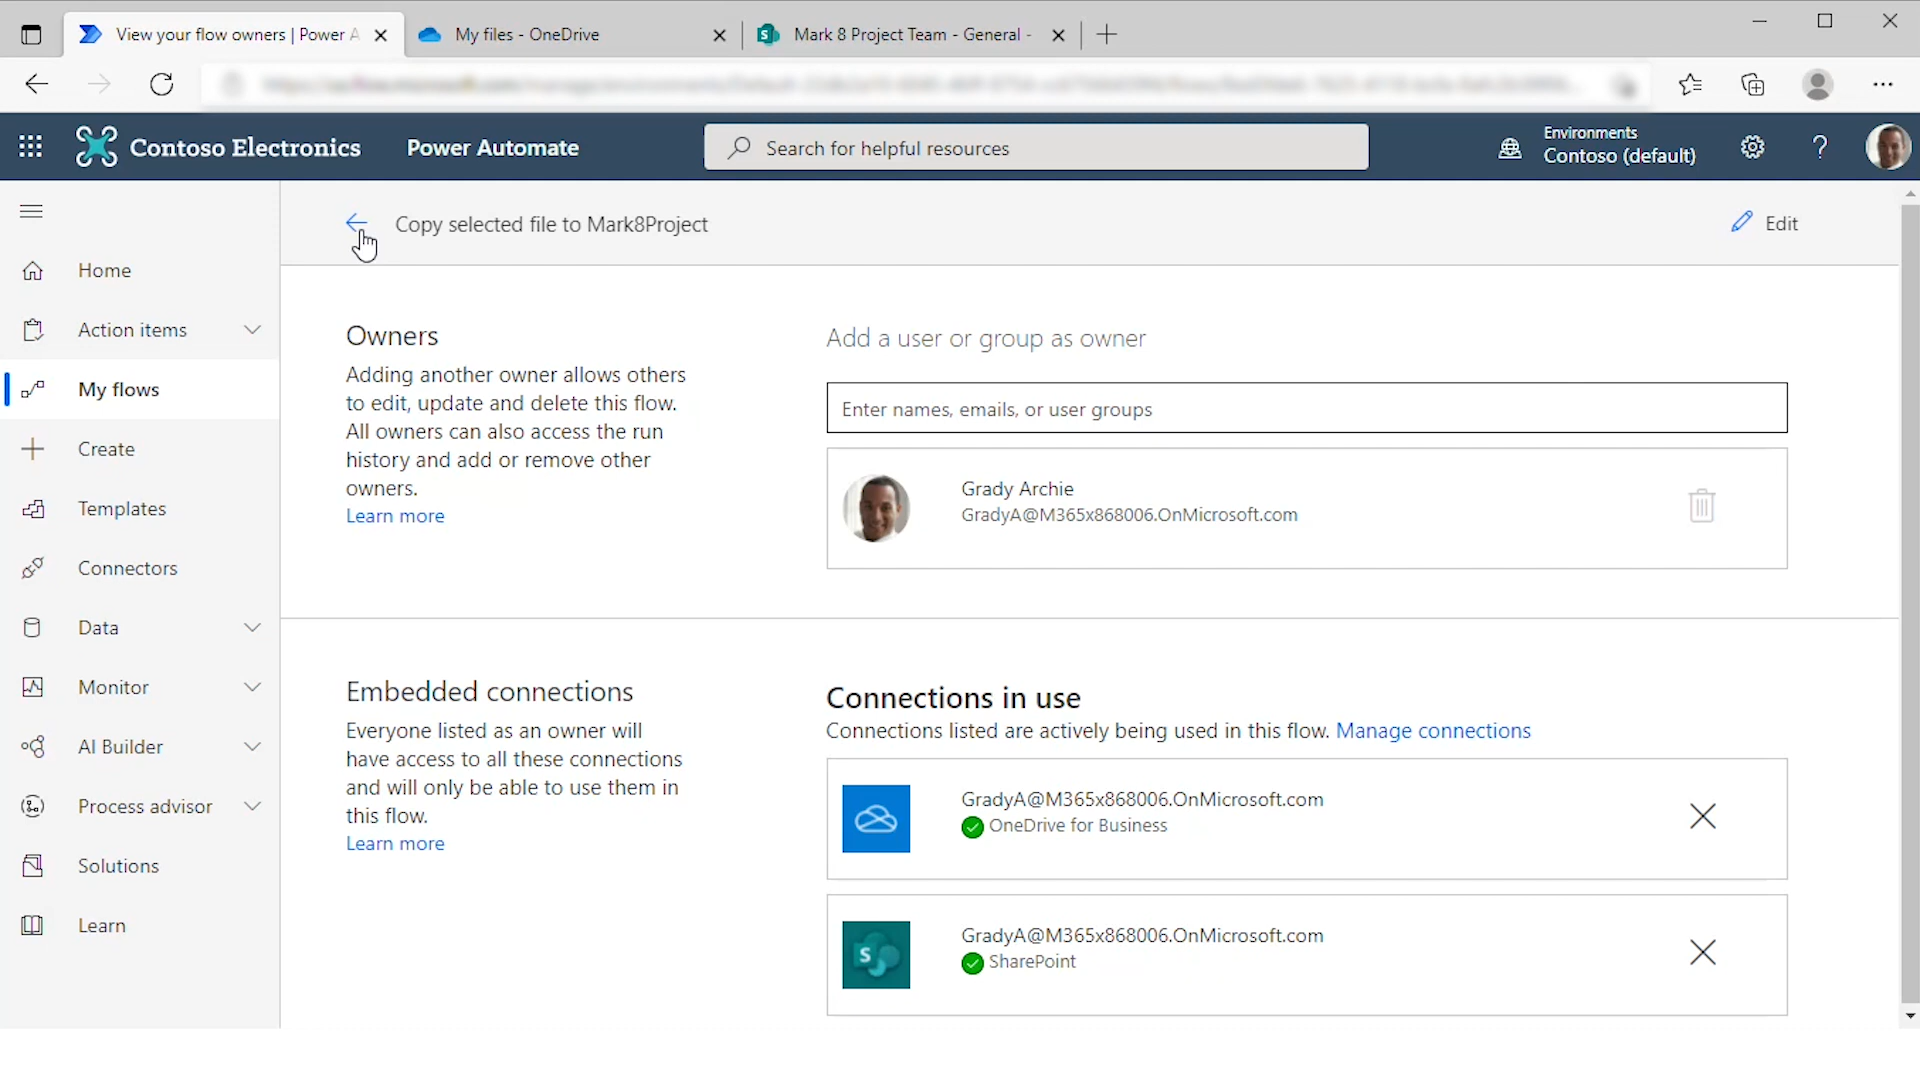 View your flow owners | Power A
My files - OneDrive
Mark 8 Project Team - General -
Contoso Electronics
Power Automate
Search for helpful resources
Environments
Contoso (default)
Copy selected file to Mark8Project
Edit
Home
Action items
My flows
Create
Templates
Connectors
Data
Monitor
AI Builder
Process advisor
Solutions
Learn
Owners
Adding another owner allows others
to edit, update and delete this flow.
All owners can also access the run
history and add or remove other
owners.
Learn more
Add a user or group as owner
Enter names, emails, or user groups
Grady Archie
GradyA@M365x868006.OnMicrosoft.com
Embedded connections
Everyone listed as an owner will
have access to all these connections
and will only be able to use them in
this flow.
Learn more
Connections in use
Connections listed are actively being used in this flow. Manage connections
GradyA@M365x868006.OnMicrosoft.com
OneDrive for Business
GradyA@M365x868006.OnMicrosoft.com
SharePoint